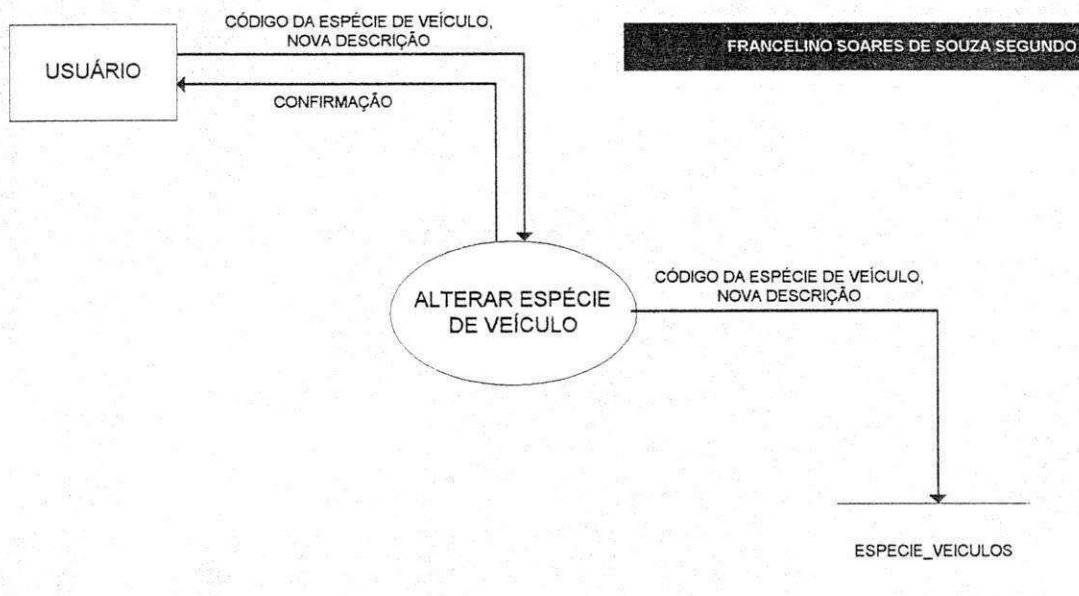 CÓDIGO DA ESPÉCIE DE VEÍCULO,
NOVA DESCRIÇÃO
FRANCELINO SOARES DE SOUZA SEGUNDO
USUÁRIO
CONFIRMAÇÃO
ALTERAR ESPÉCIE
DE VEÍCULO
CÓDIGO DA ESPÉCIE DE VEÍCULO,
NOVA DESCRIÇÃO
ESPECIE_VEICULOS